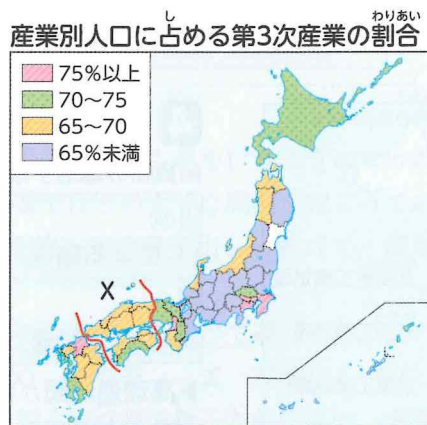 産業別人口に占める第3次産業の割合
し
わりあい
75%以上
70〜75
65〜70
65%未満
X